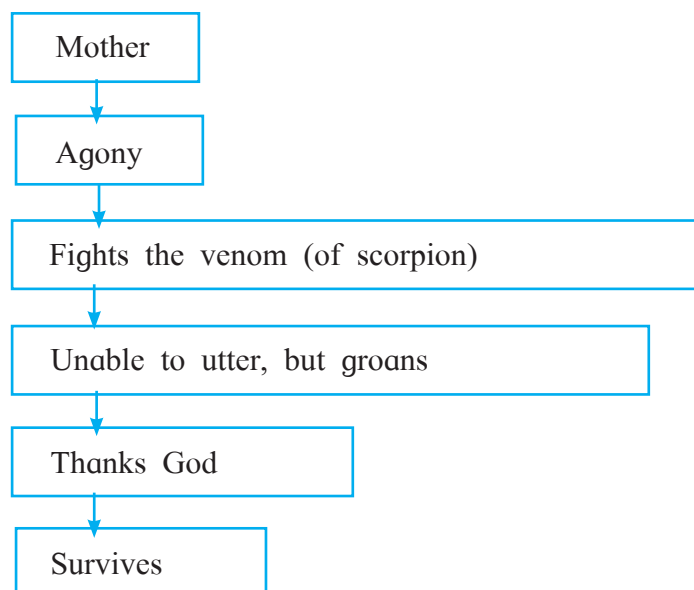 Mother
Agony
Fights the venom (of scorpion)
Unable to utter, but groans
Thanks God
Survives